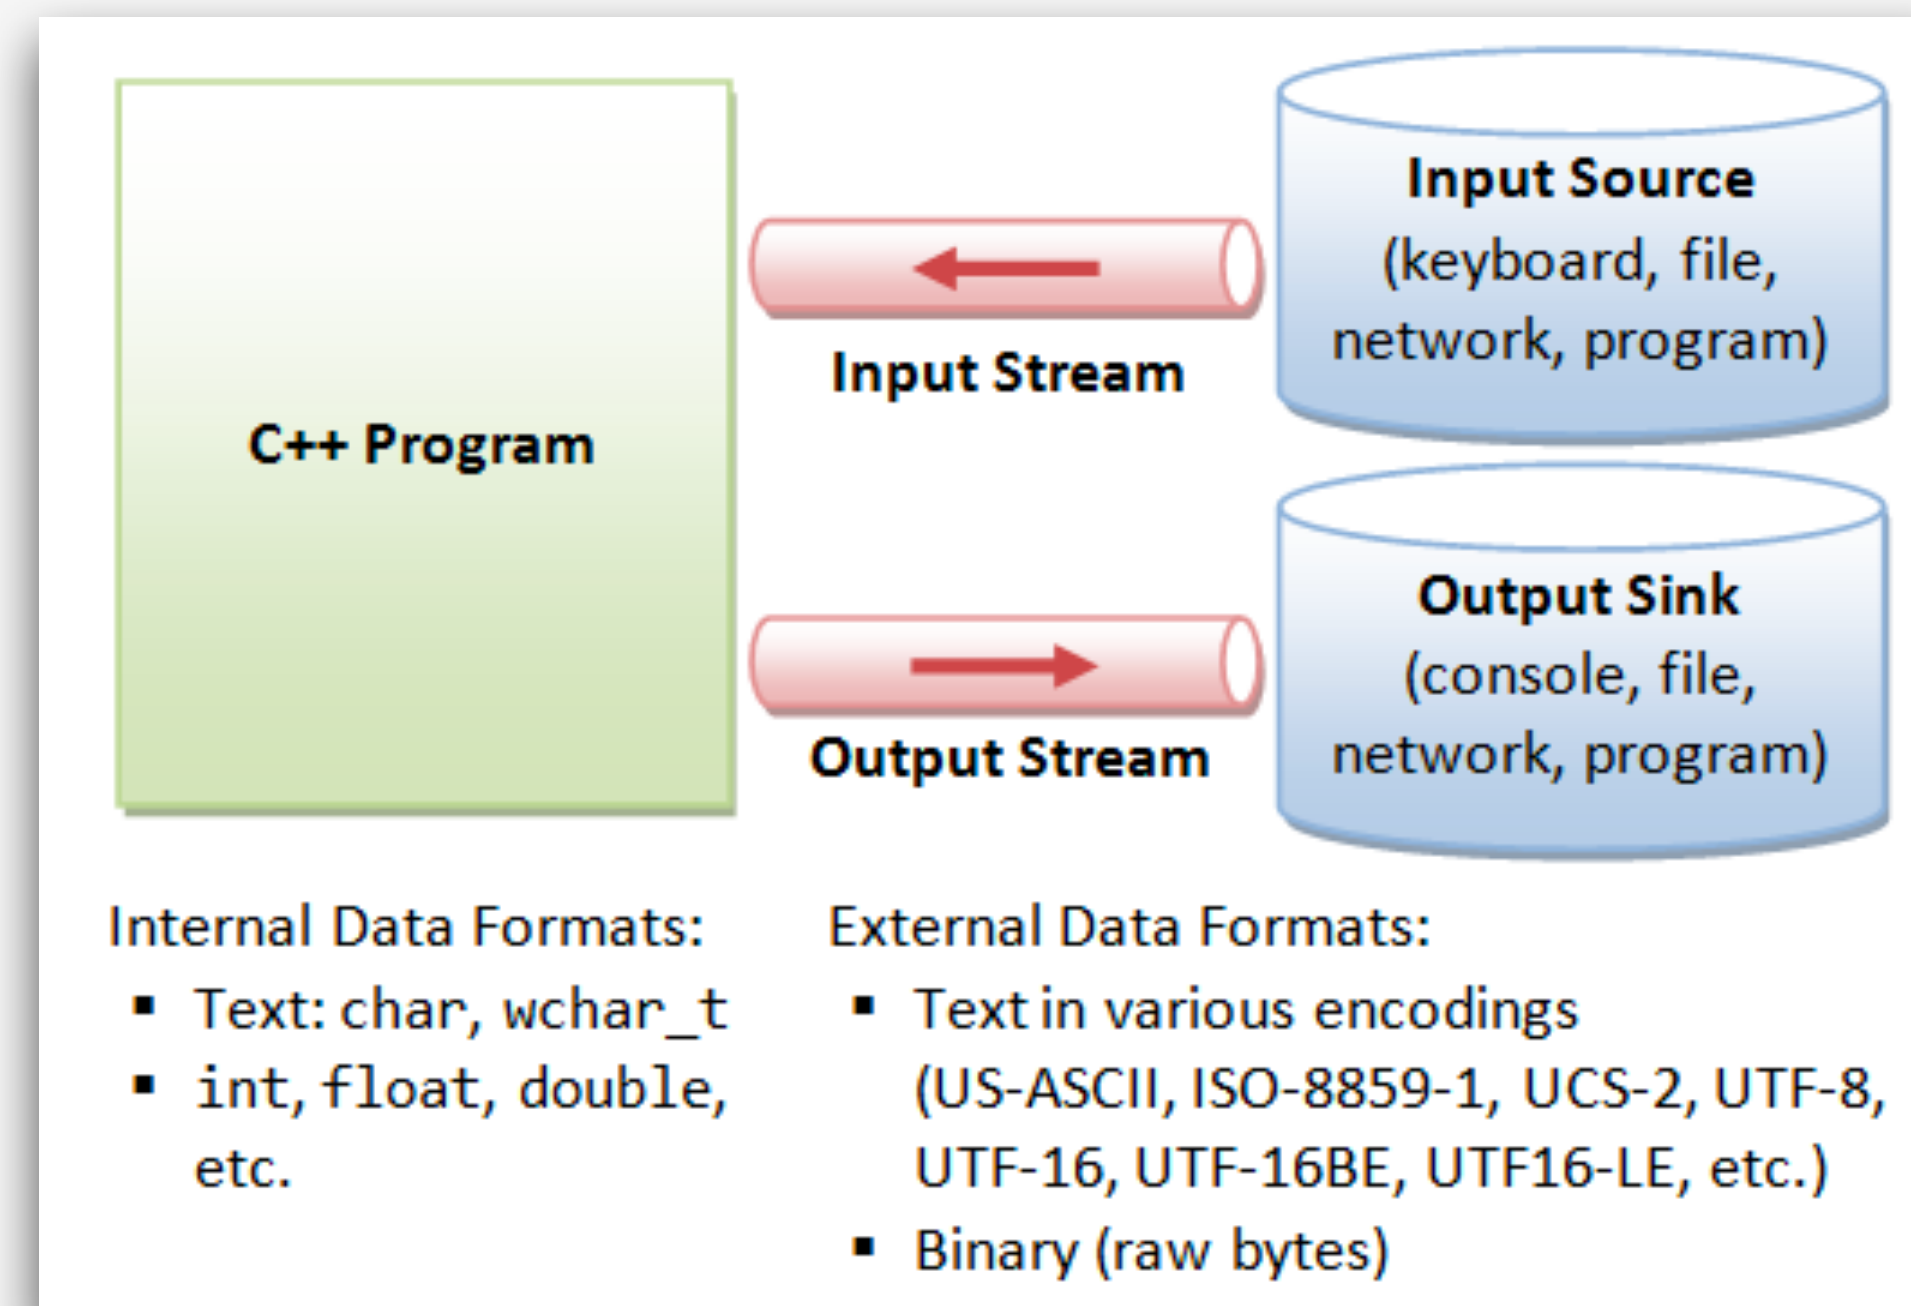 C++ Program
Input Stream
Input Source
(keyboard, file,
network, program)
Output Stream
Output Sink
(console, file,
network, program)
Internal Data Formats:
▪ Text: char, wchar_t
▪ int, float, double,
etc.
External Data Formats:
▪ Text in various encodings
(US-ASCII, ISO-8859-1, UCS-2, UTF-8,
UTF-16, UTF-16BE, UTF16-LE, etc.)
▪ Binary (raw bytes)